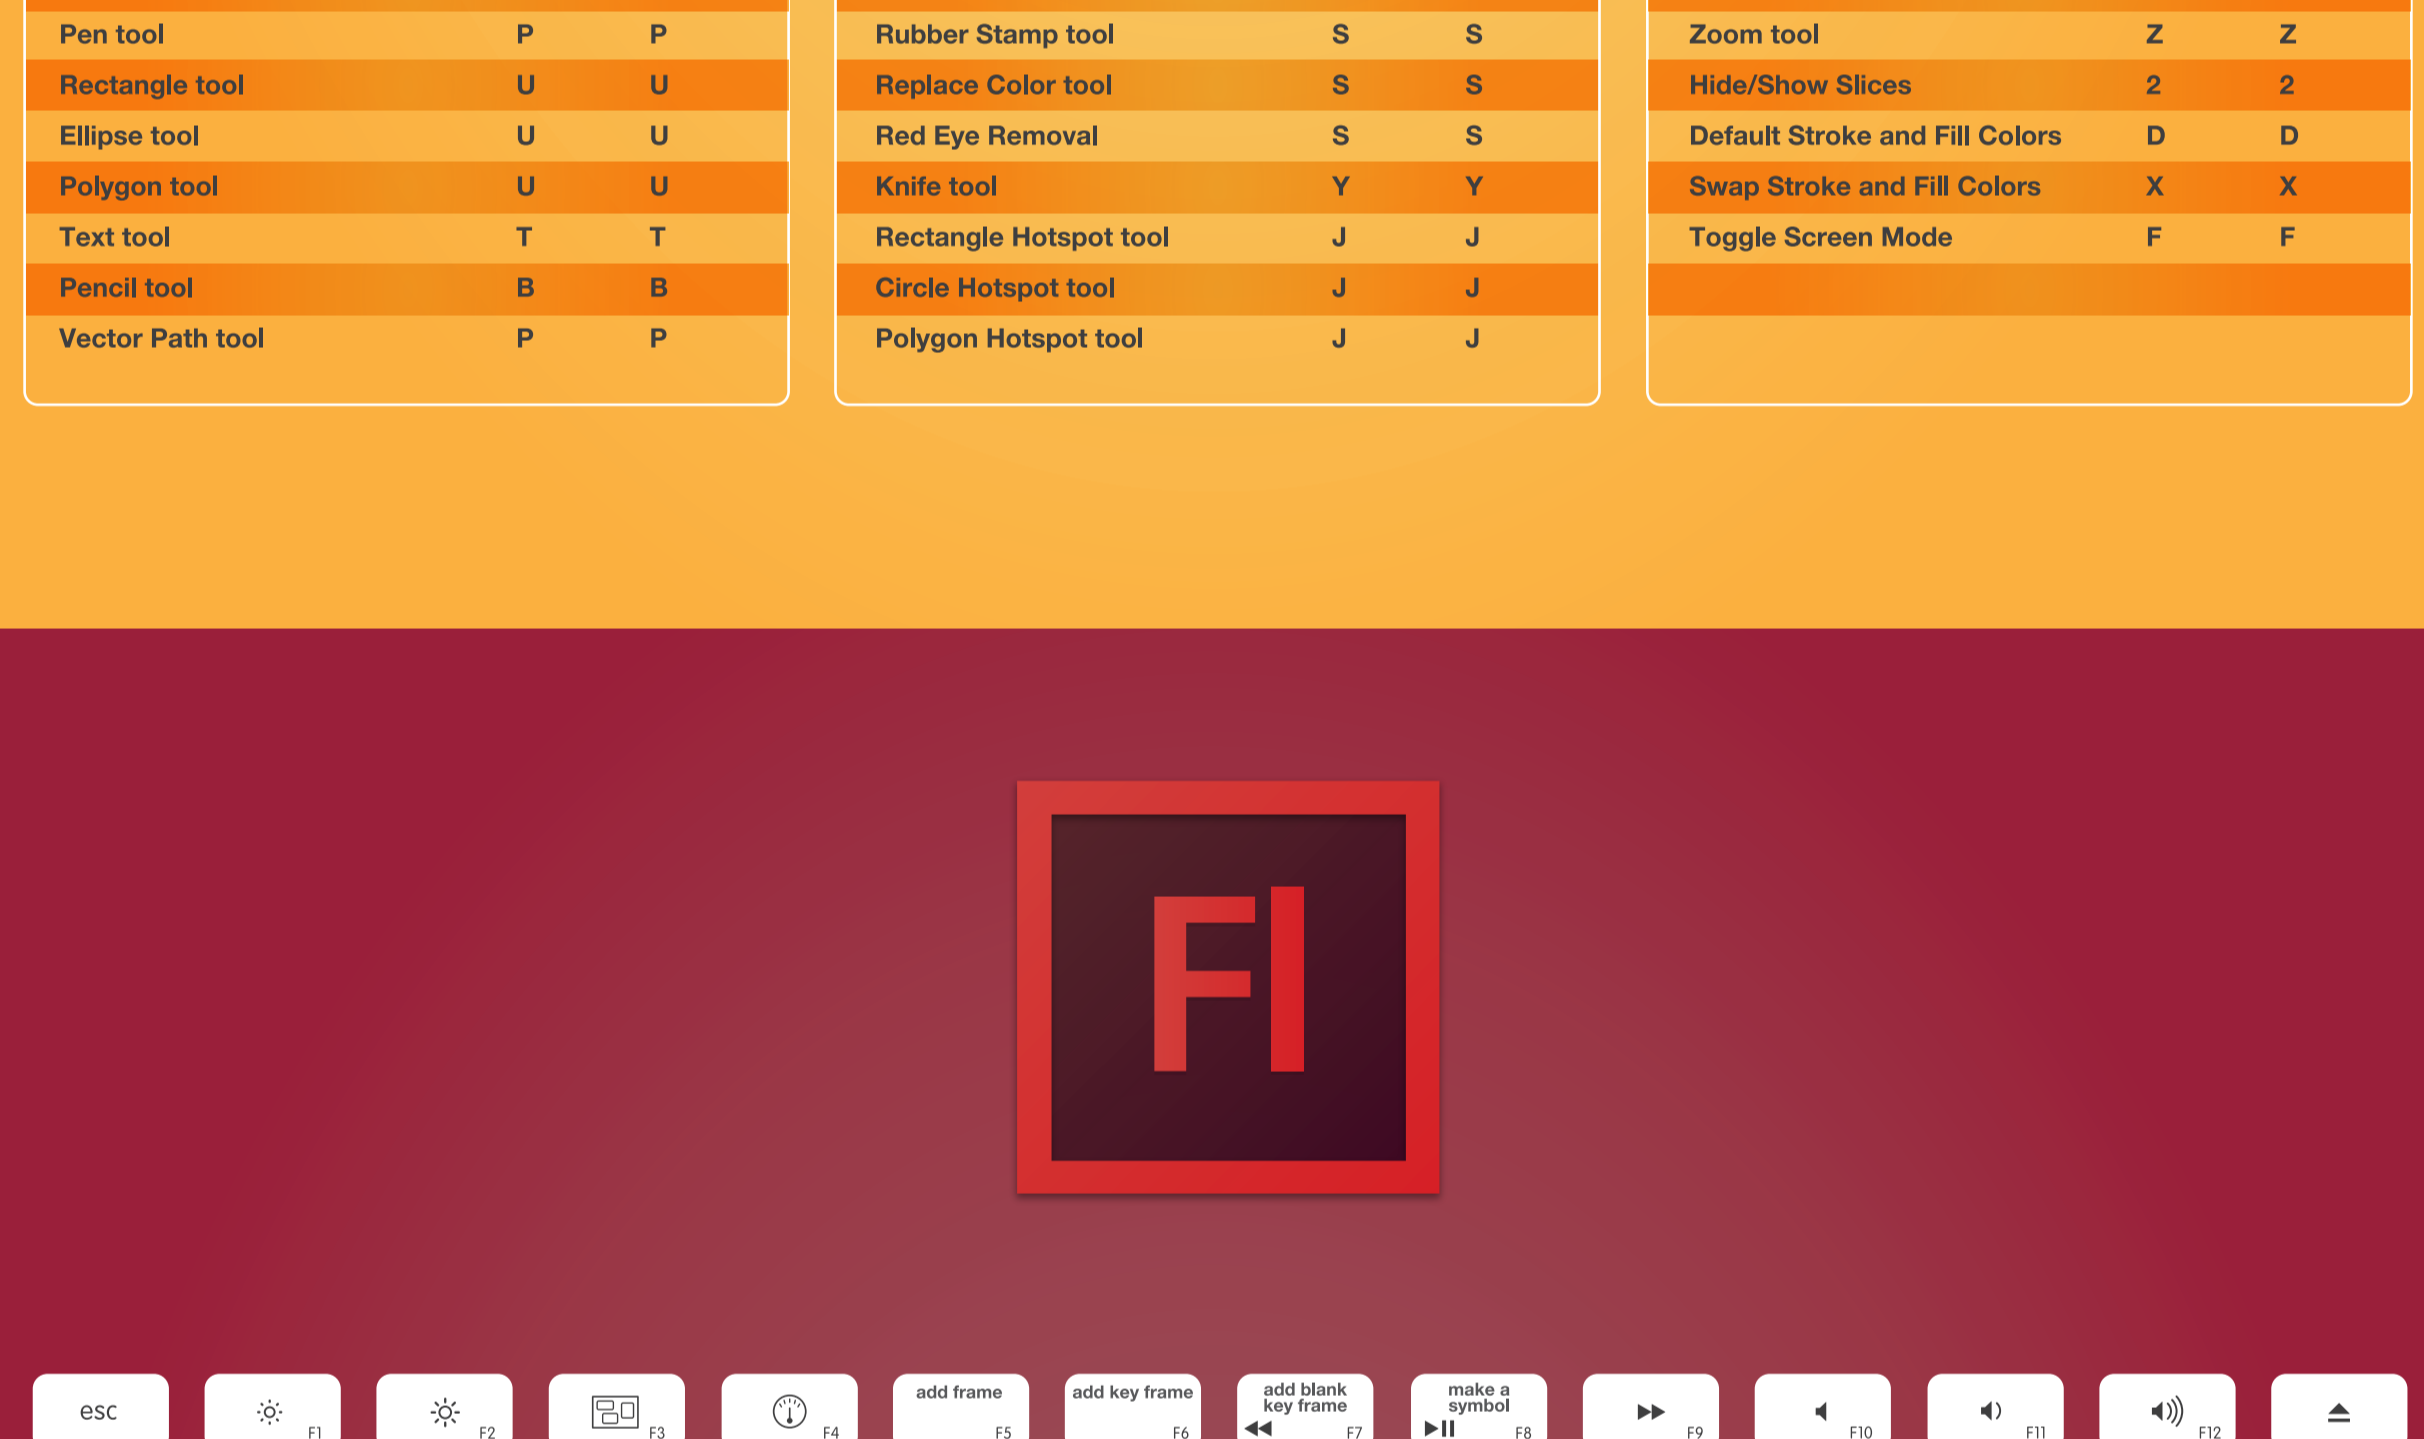 Pen tool P P
Rectangle tool U U
Ellipse tool U U
Polygon tool U U
Text tool T T
Pencil tool B B
Vector Path tool P P
Rubber Stamp tool S S
Replace Color tool S S
Red Eye Removal S S
Knife tool Y Y
Rectangle Hotspot tool J J
Circle Hotspot tool J J
Polygon Hotspot tool J J
Zoom tool Z Z
Hide/Show Slices 2 2
Default Stroke and Fill Colors D D
Swap Stroke and Fill Colors X X
Toggle Screen Mode F F
Fl
esc
F1
F2
F3
F4
add frame
F5
add key frame
F6
add blank
key frame
F7
make a
symbol
F8
F9
F10
F11
F12